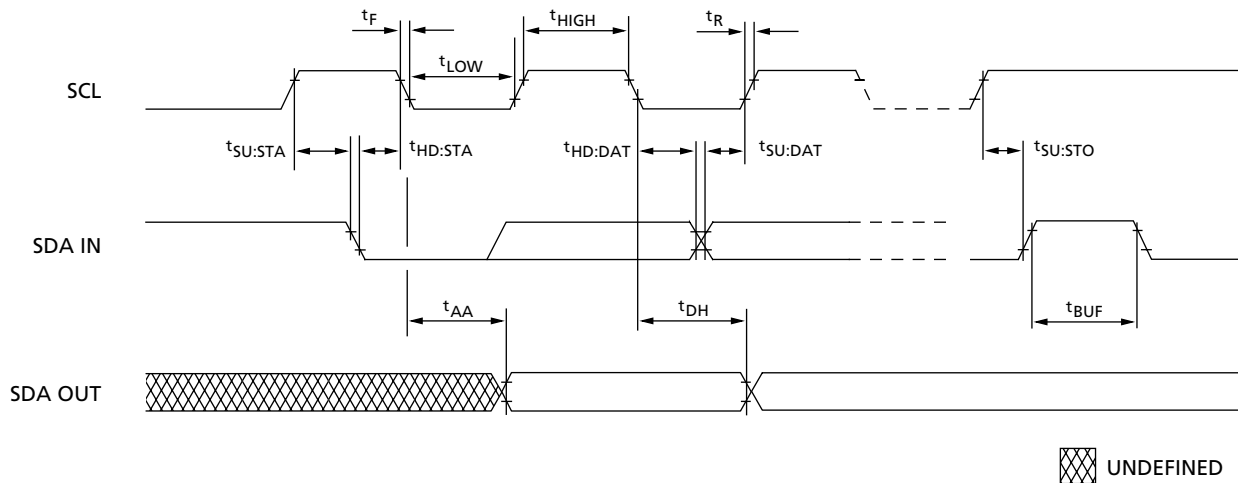 tF
tHIGH
tR
tLOW
SCL
tSU:STA
tHD:STA
tHD:DAT
tSU:DAT
tSU:STO
SDA IN
tAA
tDH
tBUF
SDA OUT
UNDEFINED